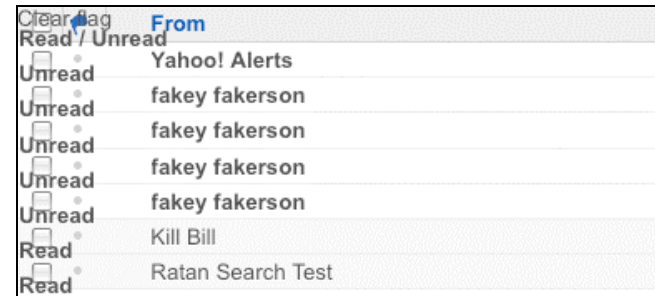 Clear flag
Read / Unread From
Unread Yahoo! Alerts
Unread fakey fakerson
Unread fakey fakerson
Unread fakey fakerson
Unread fakey fakerson
Read Kill Bill
Read Ratan Search Test